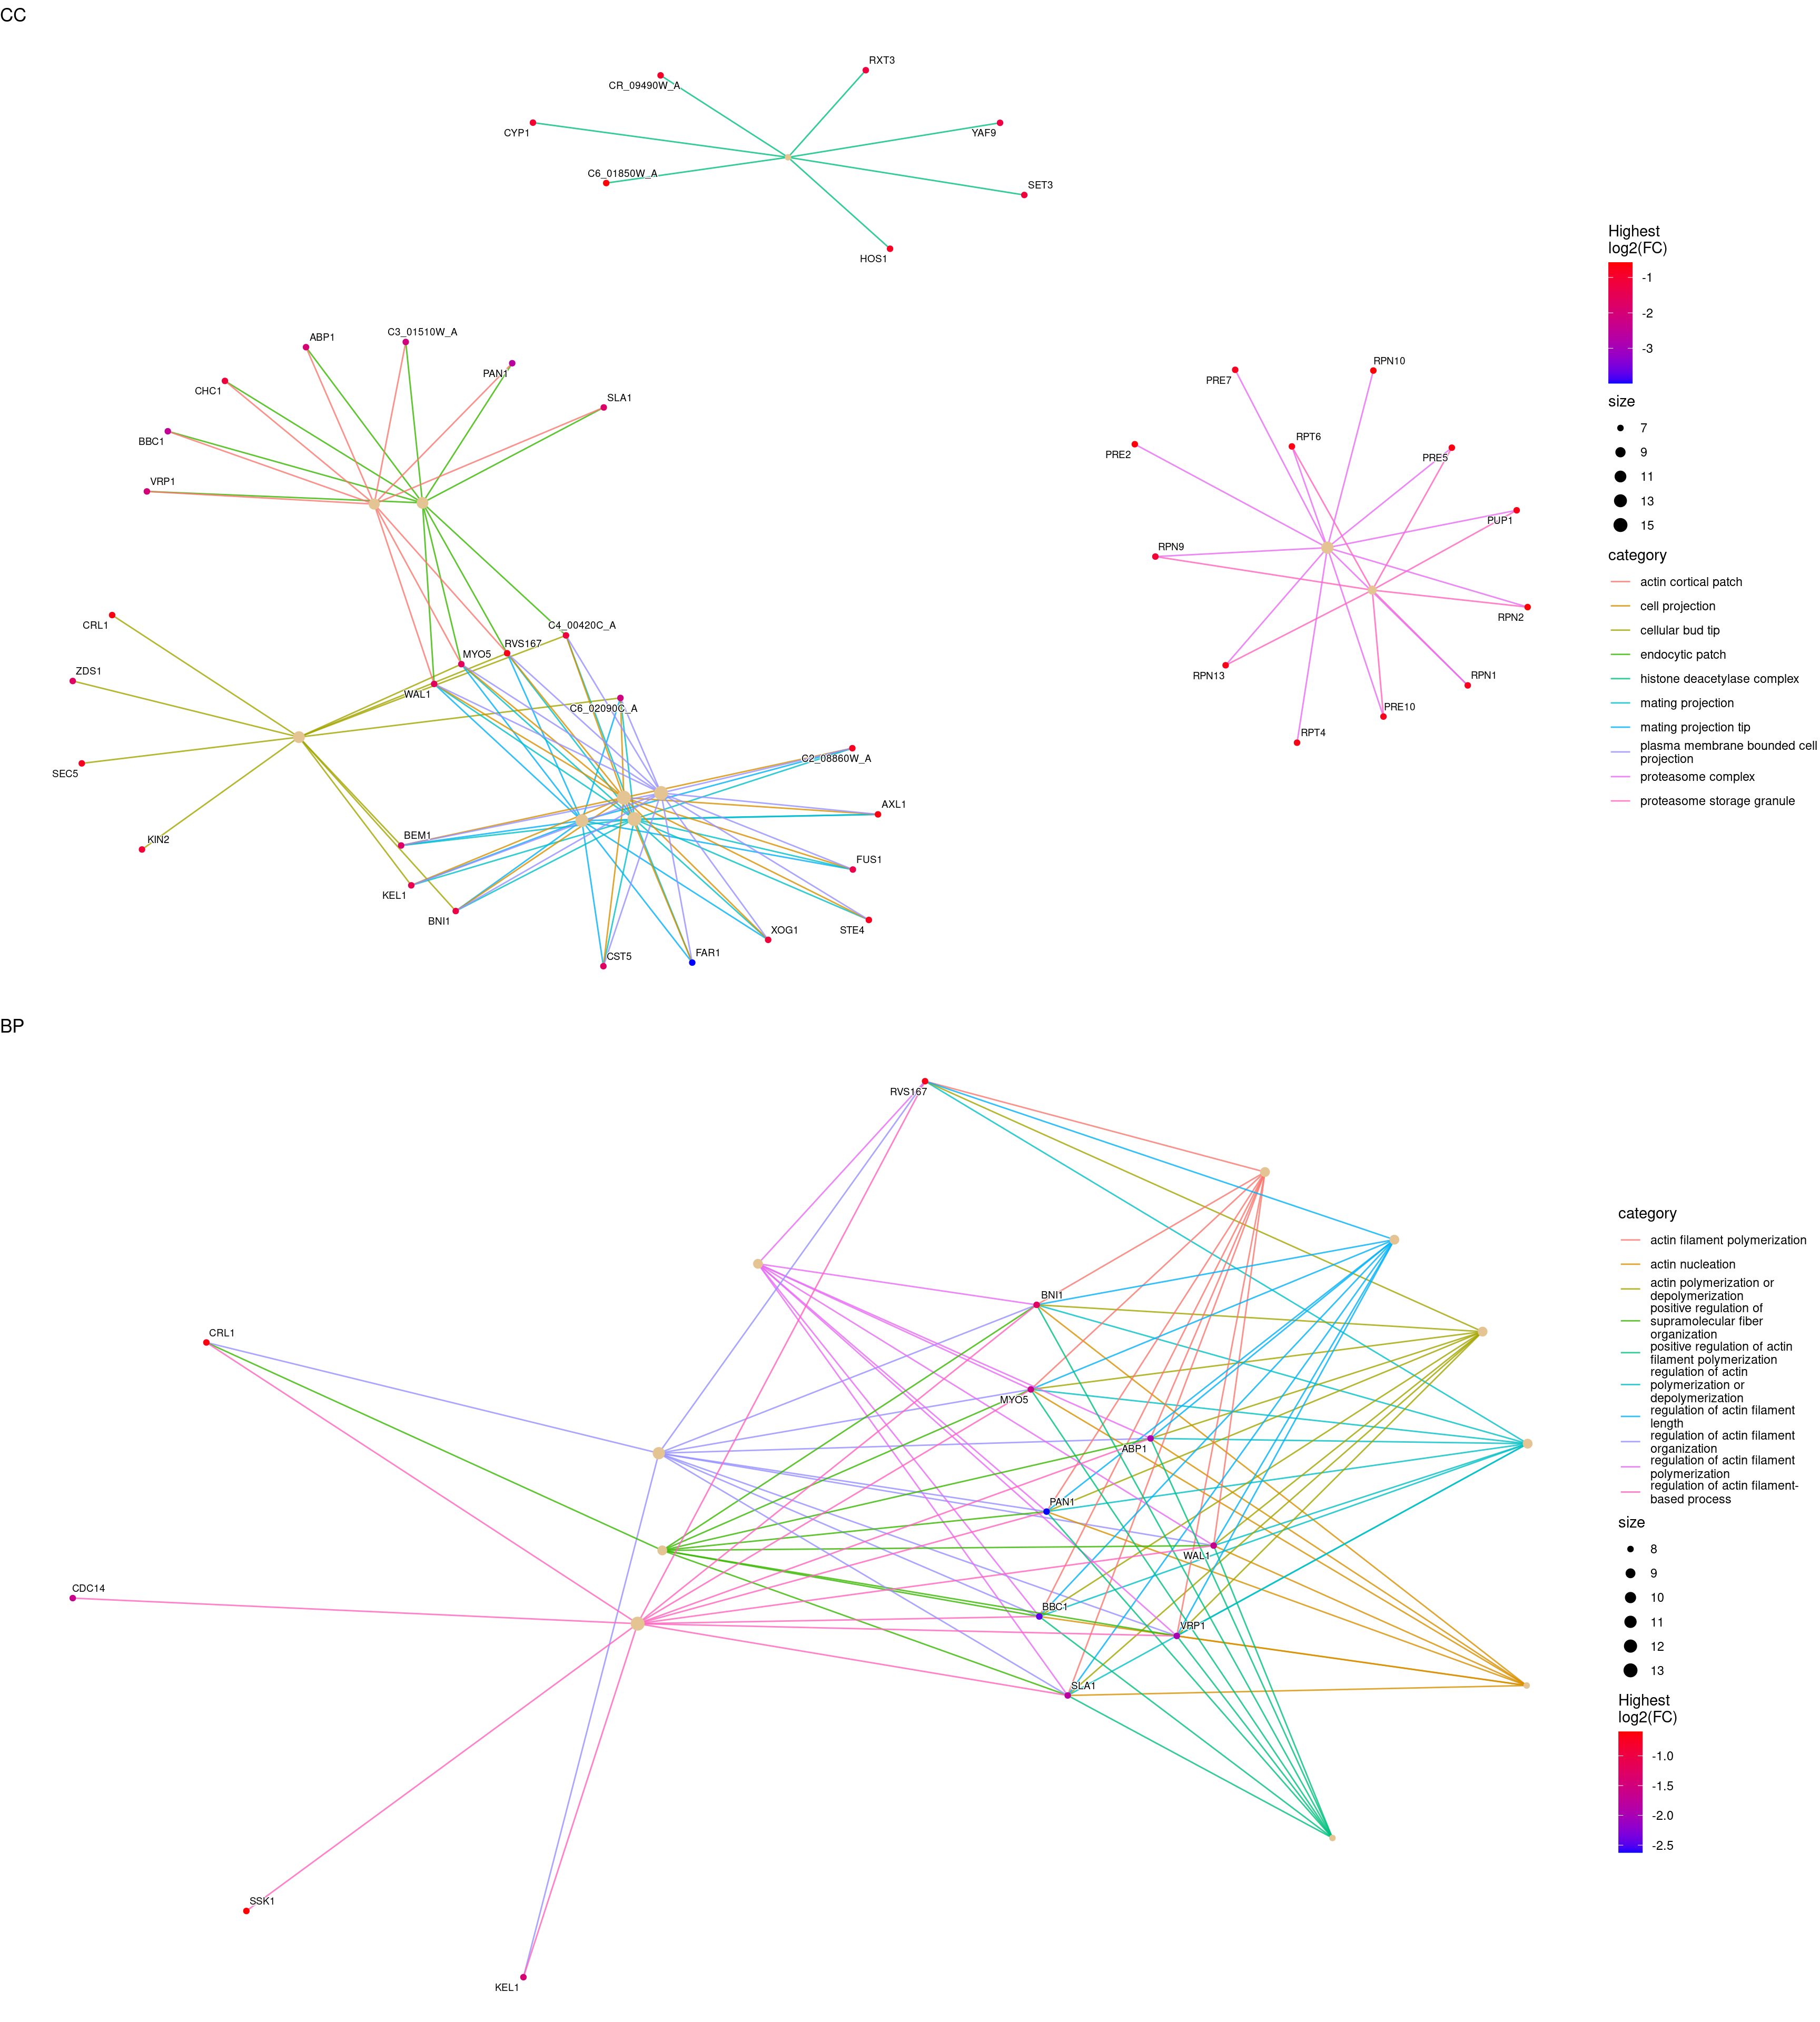 CC
RXT3
CR_09490W_A
CYP1
YAF9
C6_01850W_A
SET3
HOS1
ABP1
C3_01510W_A
PAN1
CHC1
SLA1
BBC1
VRP1
RPN10
PRE7
RPT6
PRE2
PRE5
PUP1
RPN9
RPN2
RPN13
RPN1
PRE10
RPT4
CRL1
C4_00420C_A
RVS167
MYO5
ZDS1
WAL1
C6_02090C_A
C2_08860W_A
SEC5
AXL1
KIN2
BEM1
FUS1
KEL1
BNI1
STE4
XOG1
CST5
FAR1
Highest
log2(FC)
-1
-2
-3
size
7
9
11
13
15
category
actin cortical patch
cell projection
cellular bud tip
endocytic patch
histone deacetylase complex
mating projection
mating projection tip
plasma membrane bounded cell
projection
proteasome complex
proteasome storage granule
BP
RVS167
BNI1
CRL1
MYO5
ABP1
PAN1
WAL1
CDC14
BBC1
VRP1
SLA1
SSK1
KEL1
category
actin filament polymerization
actin nucleation
actin polymerization or
depolymerization
positive regulation of
supramolecular fiber
organization
positive regulation of actin
filament polymerization
regulation of actin
polymerization or
depolymerization
regulation of actin filament
length
regulation of actin filament
organization
regulation of actin filament
polymerization
regulation of actin filament-
based process
size
8
9
10
11
12
13
Highest
log2(FC)
-1.0
-1.5
-2.0
-2.5